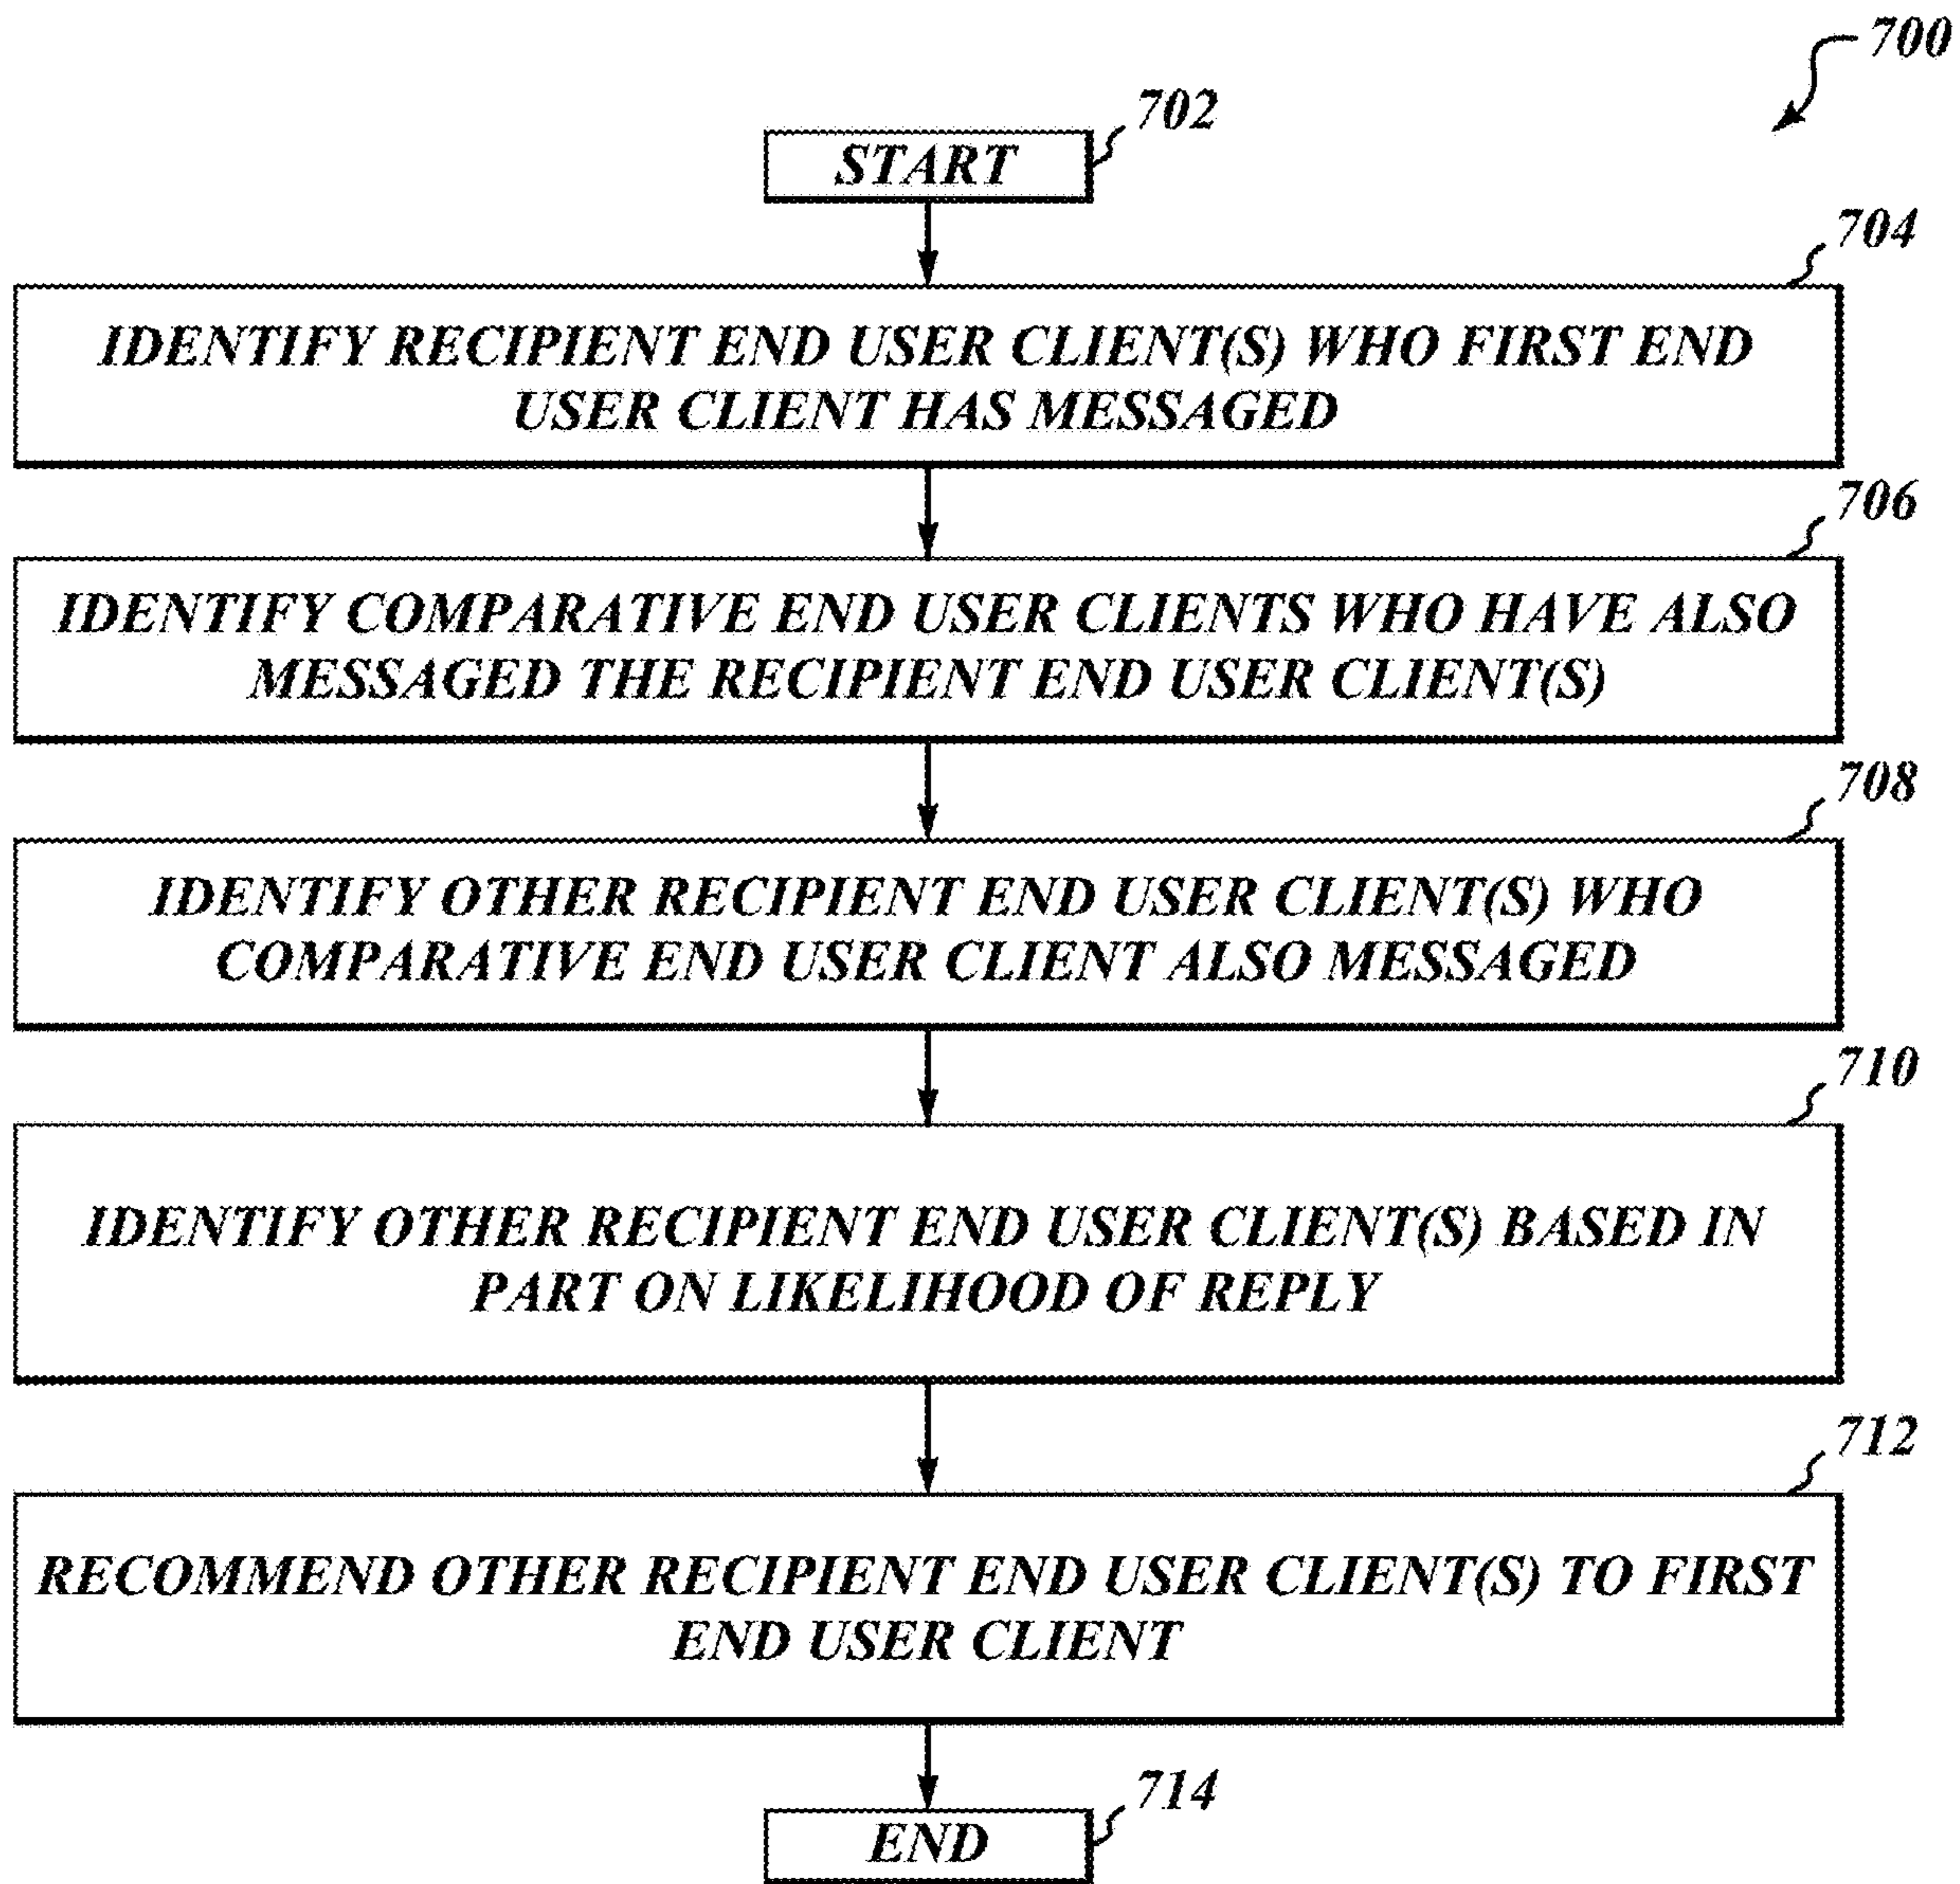 700
702
START
704
IDENTIFY RECIPIENT END USER CLIENT(S) WHO FIRST END
USER CLIENT HAS MESSAGED
706
IDENTIFY COMPARATIVE END USER CLIENTS WHO HAVE ALSO
MESSAGED THE RECIPIENT END USER CLIENT(S)
708
IDENTIFY OTHER RECIPIENT END USER CLIENT(S) WHO
COMPARATIVE END USER CLIENT ALSO MESSAGED
710
IDENTIFY OTHER RECIPIENT END USER CLIENT(S) BASED IN
PART ON LIKELIHOOD OF REPLY
712
RECOMMEND OTHER RECIPIENT END USER CLIENT(S) TO FIRST
END USER CLIENT
714
END